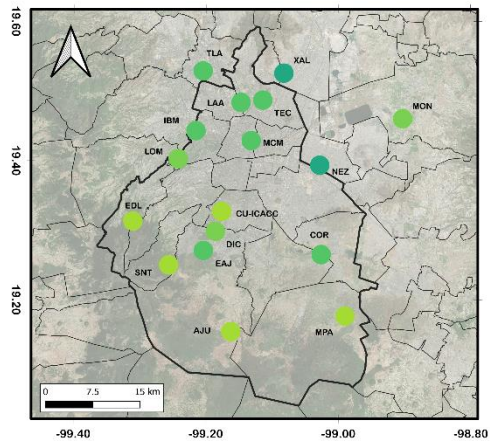 19.60
19.40
19.20
TLA
XAL
LAA
TEC
MON
IBM
MCM
LOM
NEZ
EDL
CU-ICACC
DIC
COR
SNT
EAJ
AJU
MPA
0 7.5 15 km
-99.40 -99.20 -99.00 -98.80